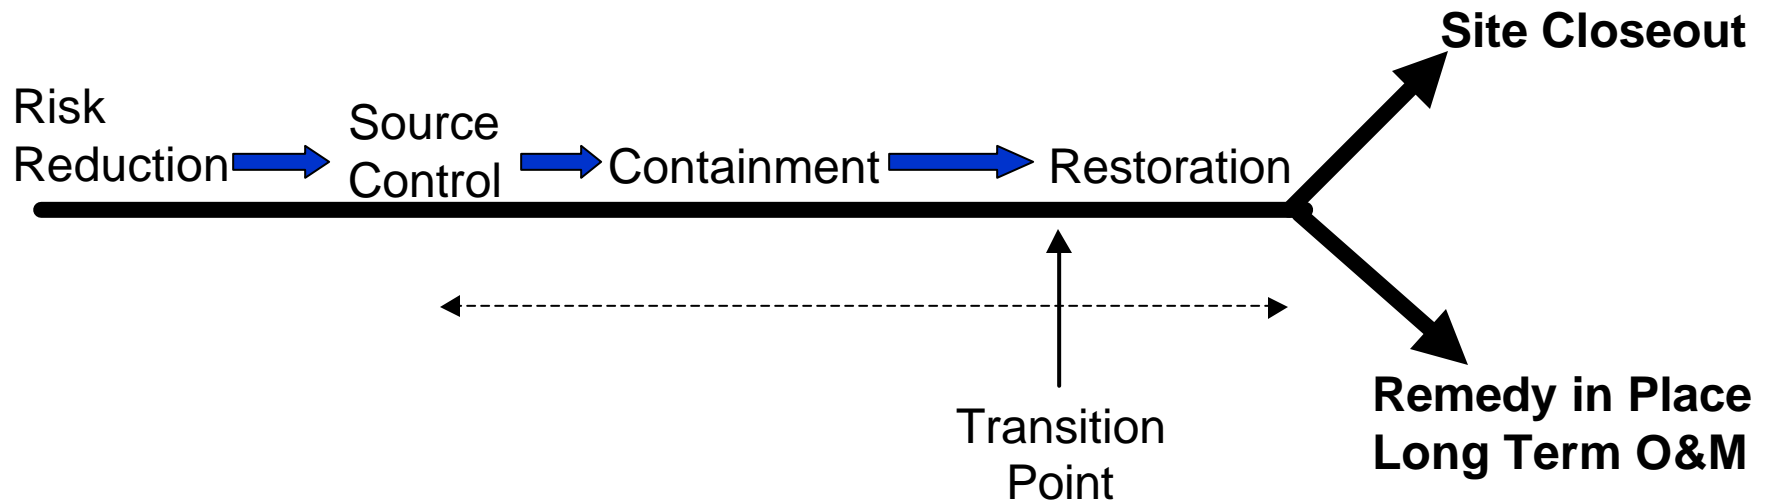 Site Closeout
Risk
Reduction
Source
Control
Containment
Restoration
Transition
Point
Remedy in Place
Long Term O&M